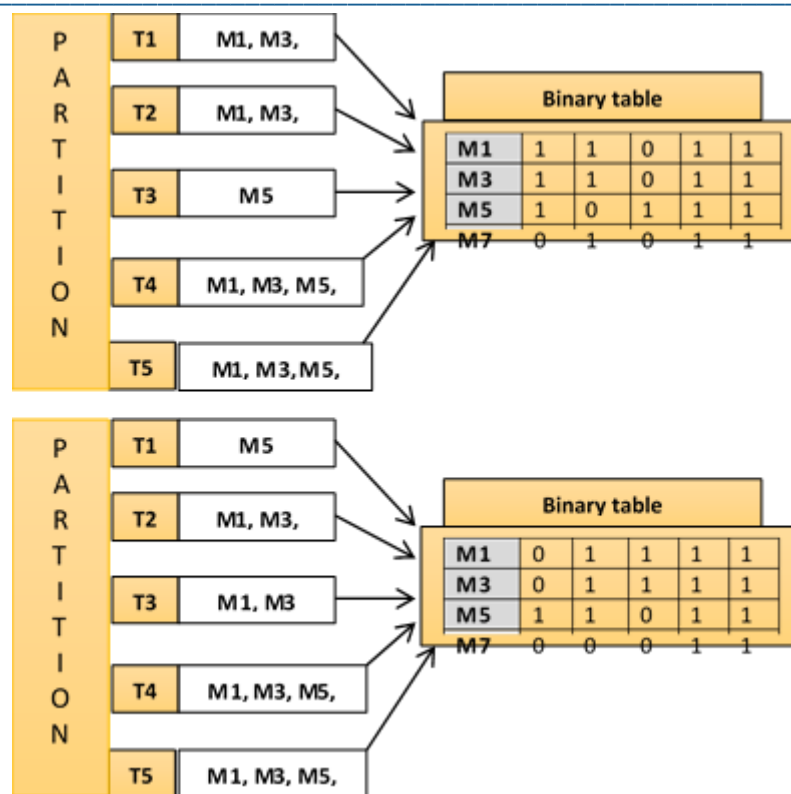 PARTITION
T1 M1, M3,
T2 M1, M3,
T3 M5
T4 M1, M3, M5,
T5 M1, M3,M5,
Binary table
M1 1 1 0 1 1
M3 1 1 0 1 1
M5 1 0 1 1 1
M7 0 1 0 1 1
PARTITION
T1 M5
T2 M1, M3,
T3 M1, M3
T4 M1, M3, M5,
T5 M1, M3, M5,
Binary table
M1 0 1 1 1 1
M3 0 1 1 1 1
M5 1 1 0 1 1
M7 0 0 0 1 1